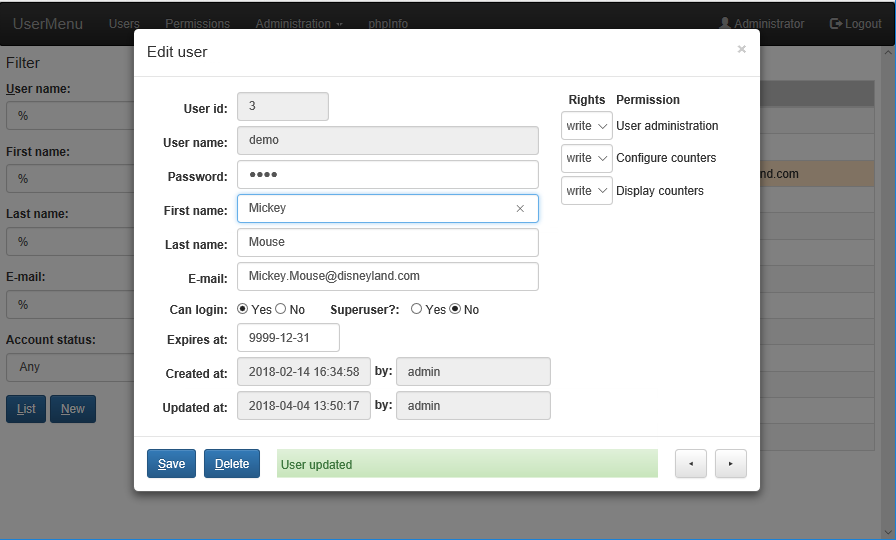 UserMenu Users Permissions Administration phpInfo Administrator Logout
Filter
User name:
%
First name:
%
Last name:
%
E-mail:
%
Account status:
Any
List New
Edit user ×
User id: 3
User name: demo
Password: ••••
First name: Mickey ×
Last name: Mouse
E-mail: Mickey.Mouse@disneyland.com
Can login: Yes No Superuser?: Yes No
Expires at: 9999-12-31
Created at: 2018-02-14 16:34:58 by: admin
Updated at: 2018-04-04 13:50:17 by: admin
Rights Permission
write User administration
write Configure counters
write Display counters
Save Delete User updated
nd.com